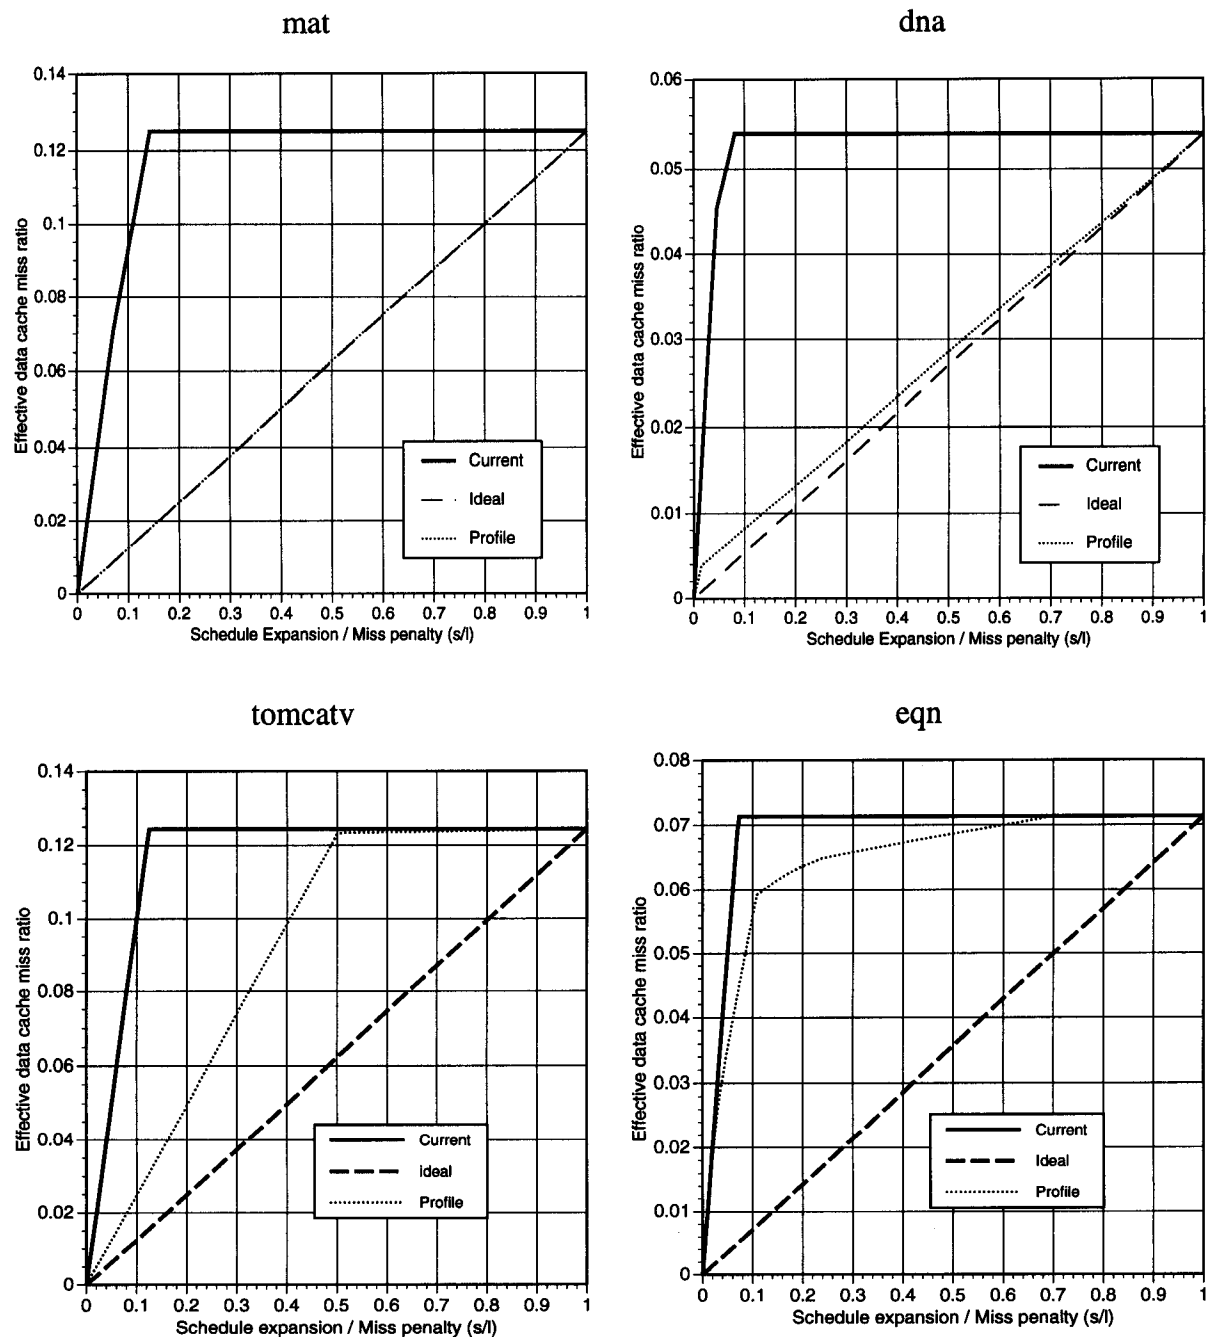 mat
0.14
0.12
0.1
0.08
0.06
0.04
0.02
0
Effective data cache miss ratio
Current
Ideal
Profile
0 0.1 0.2 0.3 0.4 0.5 0.6 0.7 0.8 0.9 1
Schedule Expansion / Miss penalty (s/l)
dna
0.06
0.05
0.04
0.03
0.02
0.01
0
Effective data cache miss ratio
Current
Ideal
Profile
0 0.1 0.2 0.3 0.4 0.5 0.6 0.7 0.8 0.9 1
Schedule Expansion / Miss penalty (s/l)
tomcatv
0.14
0.12
0.1
0.08
0.06
0.04
0.02
0
Effective data cache miss ratio
Current
Ideal
Profile
0 0.1 0.2 0.3 0.4 0.5 0.6 0.7 0.8 0.9 1
Schedule expansion / Miss penalty (s/l)
eqn
0.08
0.07
0.06
0.05
0.04
0.03
0.02
0.01
0
Effective data cache miss ratio
Current
Ideal
Profile
0 0.1 0.2 0.3 0.4 0.5 0.6 0.7 0.8 0.9 1
Schedule expansion / Miss penalty (s/l)